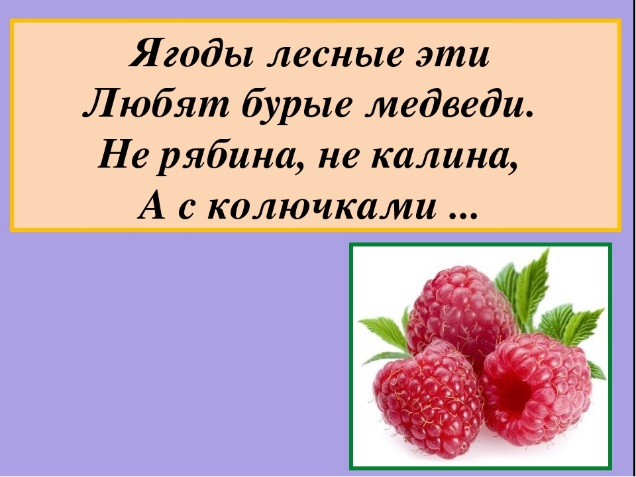 Ягоды лесные эти
Любят бурые медведи.
Не рябина, не калина,
А с колючками ...